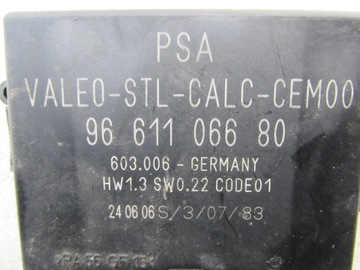 PSA
VALEO-STL-CALC-CEM00
96 611 066 80
603.006 - GERMANY
HW1.3 SW0.22 CODE01
24 06 06 S/3/07/83